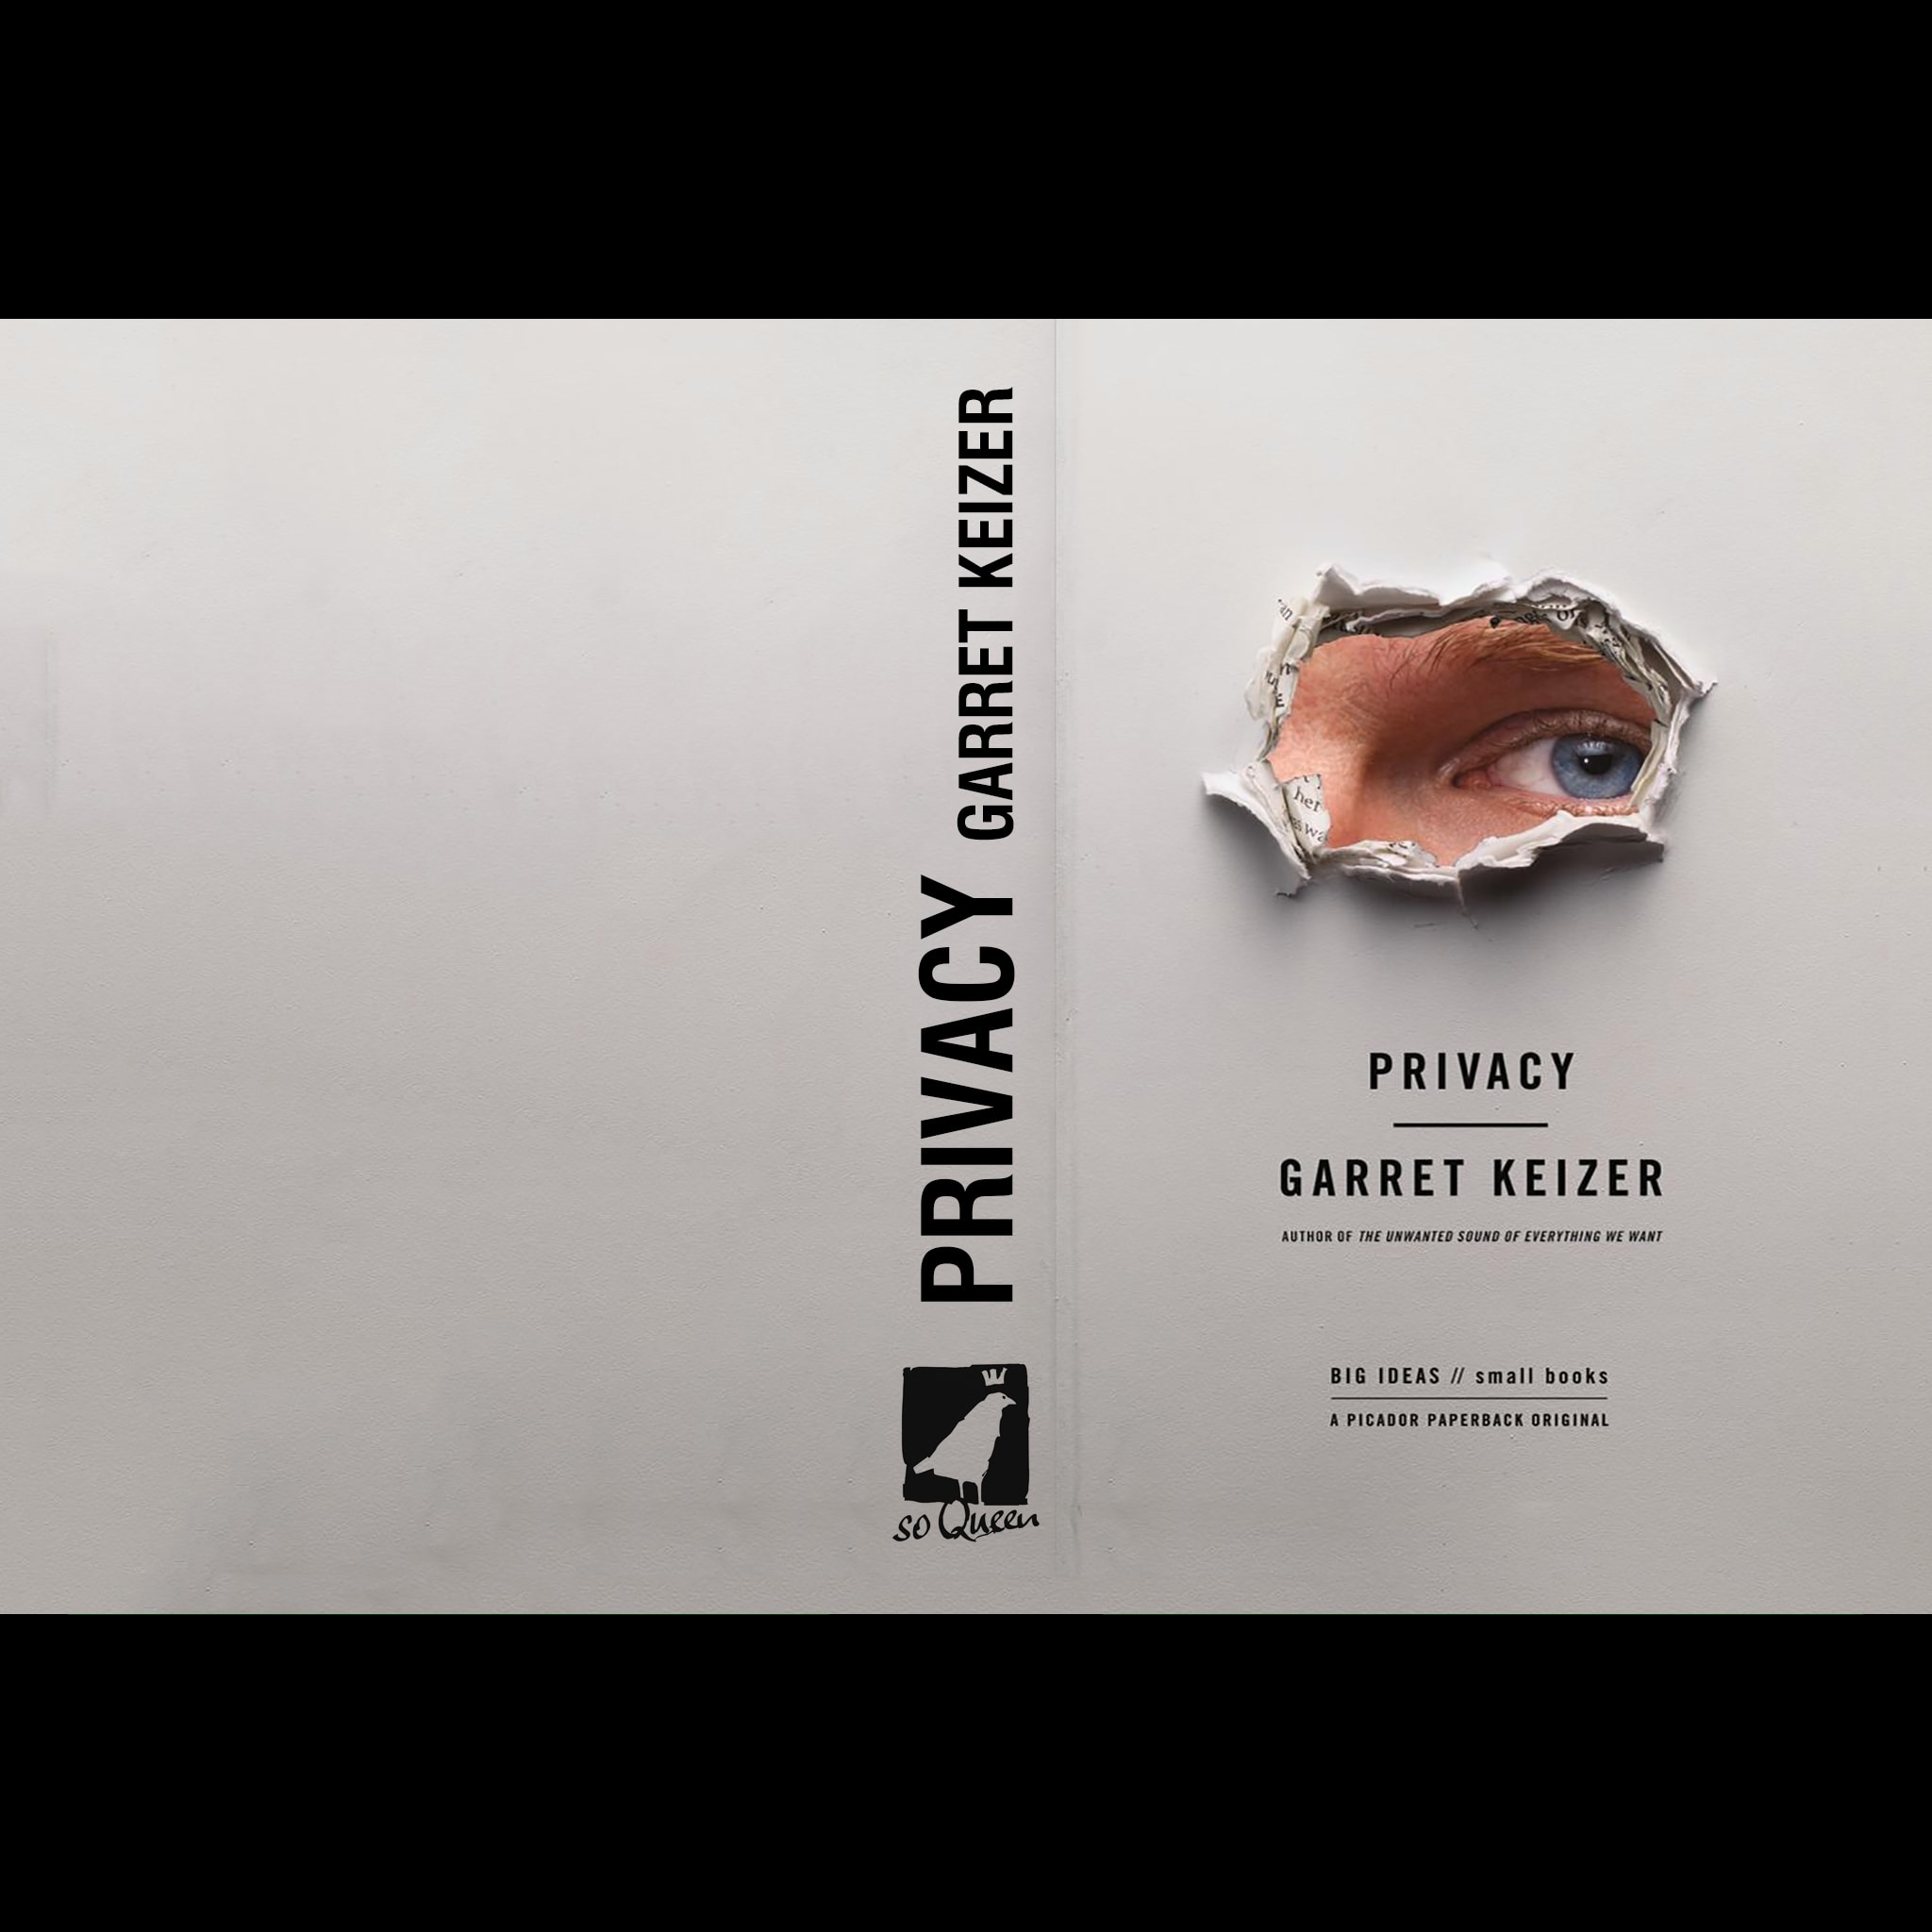 PRIVACY GARRET KEIZER
so Queen
her
PRIVACY
GARRET KEIZER
AUTHOR OF THE UNWANTED SOUND OF EVERYTHING WE WANT
BIG IDEAS // small books
A PICADOR PAPERBACK ORIGINAL